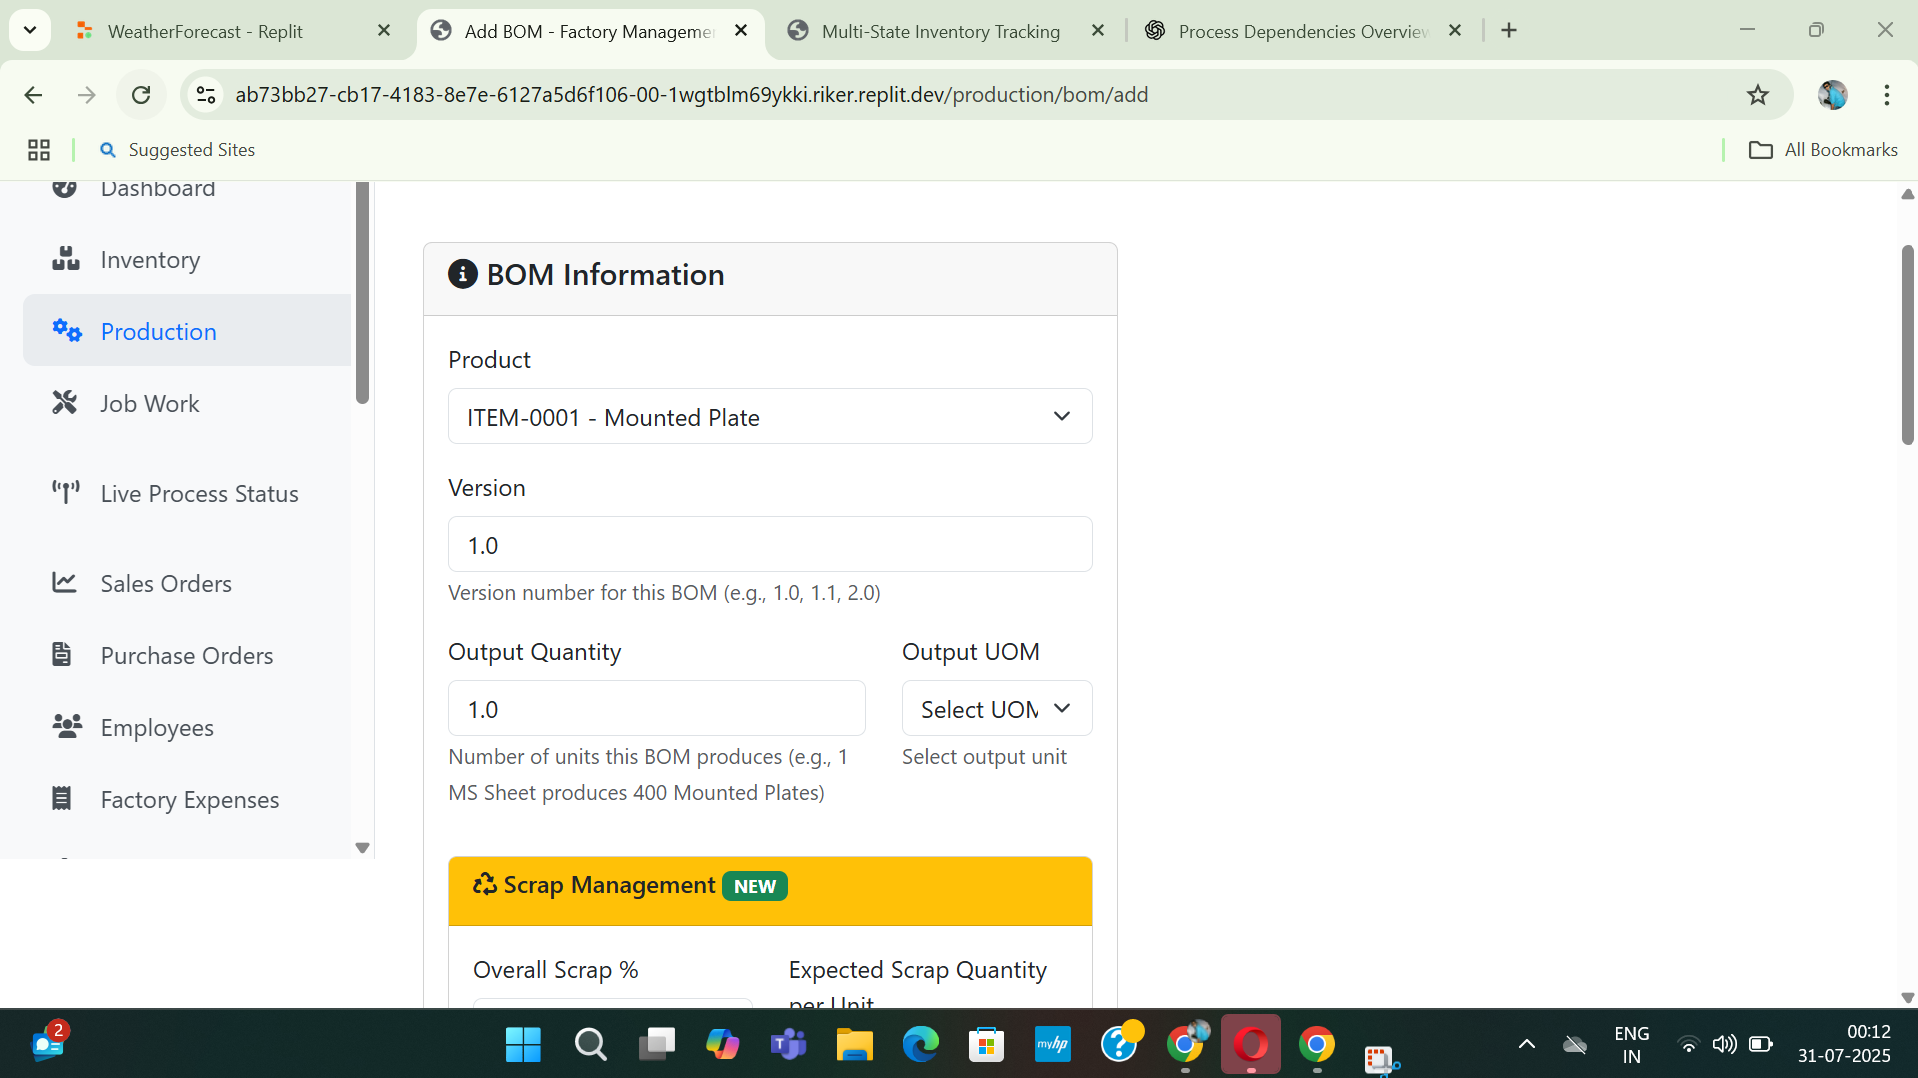 WeatherForecast - Replit
Add BOM - Factory Managemer
Multi-State Inventory Tracking
Process Dependencies Overview
ab73bb27-cb17-4183-8e7e-6127a5d6f106-00-1wgtblm69ykki.riker.replit.dev/production/bom/add
Suggested Sites
All Bookmarks
Dashboard
Inventory
Production
Job Work
Live Process Status
Sales Orders
Purchase Orders
Employees
Factory Expenses
BOM Information
Product
ITEM-0001 - Mounted Plate
Version
1.0
Version number for this BOM (e.g., 1.0, 1.1, 2.0)
Output Quantity
Output UOM
1.0
Select UOM
Number of units this BOM produces (e.g., 1
MS Sheet produces 400 Mounted Plates)
Select output unit
Scrap Management NEW
Overall Scrap %
Expected Scrap Quantity
per Unit
2
myhp
ENG
IN
00:12
31-07-2025